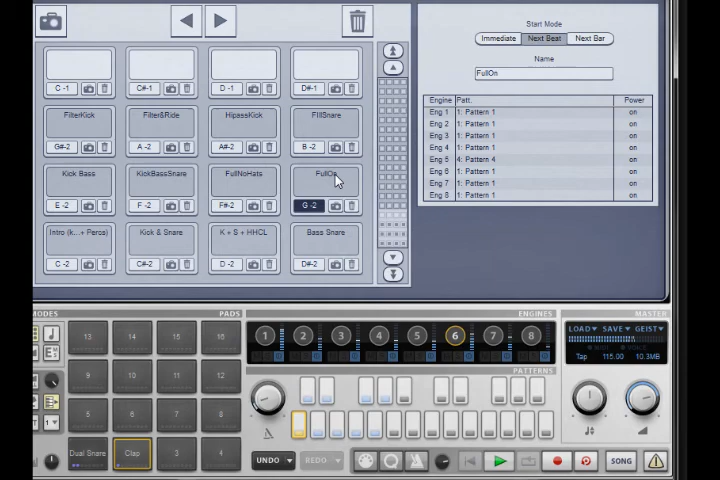 Start Mode
Immediate Next Beat Next Bar
Name
FullOn
C -1 C#-1 D -1 D#-1
FilterKick Filter&Ride HipassKick FIllSnare
G#-2 A -2 A#-2 B -2
Kick Bass KickBassSnare FullNoHats FullOn
E -2 F -2 F#-2 G -2
Intro (k...+ Percs) Kick & Snare K + S + HHCL Bass Snare
C -2 C#-2 D -2 D#-2
Engine Patt. Power
Eng 1 1: Pattern 1 on
Eng 2 1: Pattern 1 on
Eng 3 1: Pattern 1 on
Eng 4 1: Pattern 1 on
Eng 5 4: Pattern 4 on
Eng 6 1: Pattern 1 on
Eng 7 1: Pattern 1 on
Eng 8 1: Pattern 1 on
MODES PADS ENGINES MASTER
13 14 15 16
9 10 11 12
5 6 7 8
Dual Snare Clap 3 4
1 2 3 4 5 6 7 8
PATTERNS
LOAD SAVE GEIST
Tap 115.00 10.3MB
UNDO REDO SONG